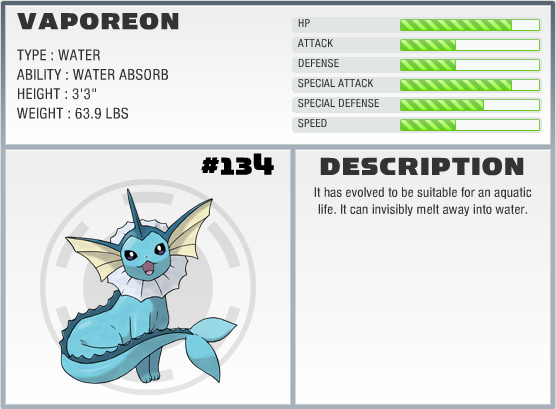 VAPOREON
TYPE : WATER
ABILITY : WATER ABSORB
HEIGHT : 3'3"
WEIGHT : 63.9 LBS
HP
ATTACK
DEFENSE
SPECIAL ATTACK
SPECIAL DEFENSE
SPEED
#134
DESCRIPTION
It has evolved to be suitable for an aquatic
life. It can invisibly melt away into water.